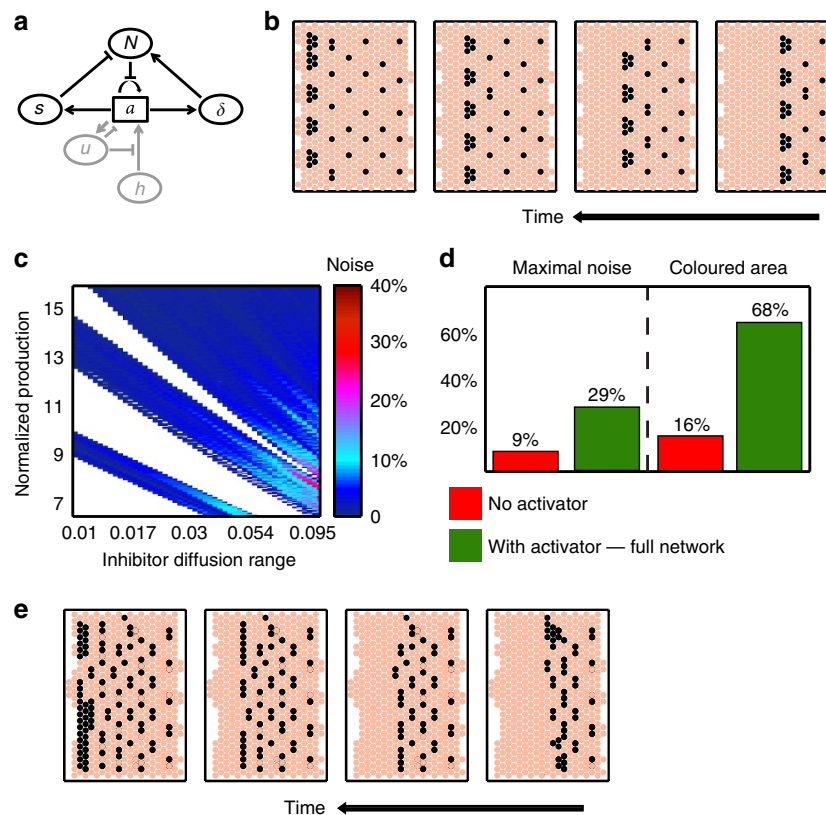 a
N
s
a
δ
u
h
b
Time
c
Noise
40%
30%
20%
10%
0
15
13
11
9
7
Normalized production
0.01 0.017 0.03 0.054 0.095
Inhibitor diffusion range
d
Maximal noise Coloured area
60%
40%
20%
9%
29%
16%
68%
No activator
With activator — full network
e
Time